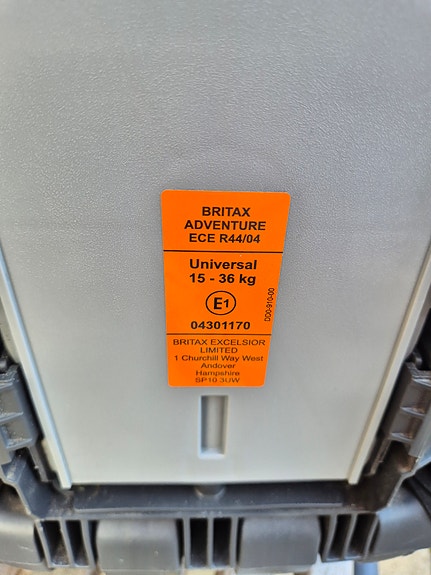 BRITAX
ADVENTURE
ECE R44/04
Universal
15 - 36 kg
E1
04301170
BRITAX EXCELSIOR
LIMITED
1 Churchill Way West
Andover
Hampshire
SP10 3UW
DO0-910-00